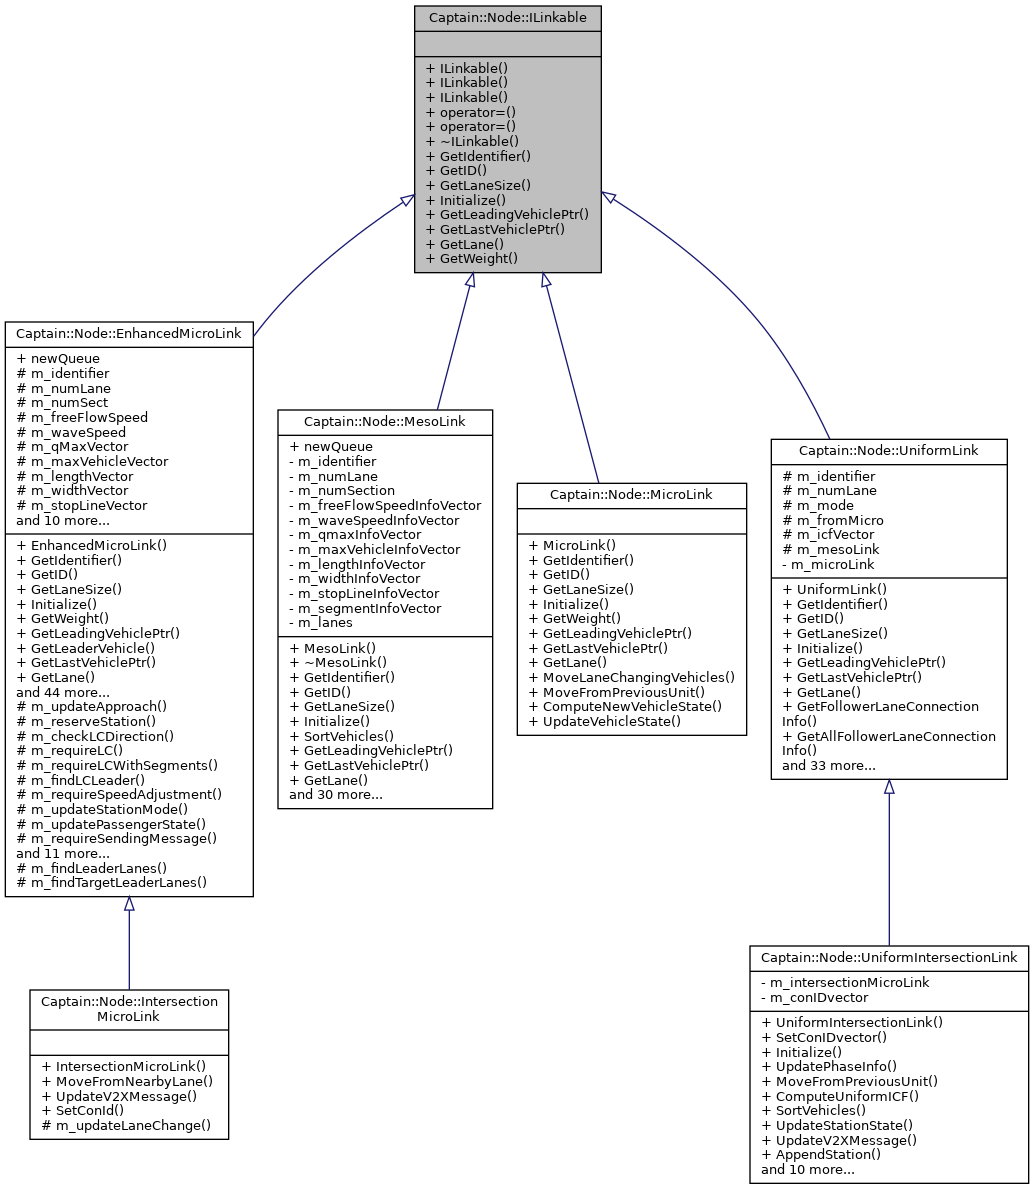 Captain::Node::ILinkable
+ ILinkable()
+ ILinkable()
+ ILinkable()
+ operator=()
+ operator=()
+ ~ILinkable()
+ GetIdentifier()
+ GetID()
+ GetLaneSize()
+ Initialize()
+ GetLeadingVehiclePtr()
+ GetLastVehiclePtr()
+ GetLane()
+ GetWeight()
Captain::Node::EnhancedMicroLink
+ newQueue
# m_identifier
# m_numLane
# m_numSect
# m_freeFlowSpeed
# m_waveSpeed
# m_qMaxVector
# m_maxVehicleVector
# m_lengthVector
# m_widthVector
# m_stopLineVector
and 10 more...
+ EnhancedMicroLink()
+ GetIdentifier()
+ GetID()
+ GetLaneSize()
+ Initialize()
+ GetWeight()
+ GetLeadingVehiclePtr()
+ GetLeaderVehicle()
+ GetLastVehiclePtr()
+ GetLane()
and 44 more...
# m_updateApproach()
# m_reserveStation()
# m_checkLCDirection()
# m_requireLC()
# m_requireLCWithSegments()
# m_findLCLeader()
# m_requireSpeedAdjustment()
# m_updateStationMode()
# m_updatePassengerState()
# m_requireSendingMessage()
and 11 more...
# m_findLeaderLanes()
# m_findTargetLeaderLanes()
Captain::Node::MesoLink
+ newQueue
- m_identifier
- m_numLane
- m_numSection
- m_freeFlowSpeedInfoVector
- m_waveSpeedInfoVector
- m_qmaxInfoVector
- m_maxVehicleInfoVector
- m_lengthInfoVector
- m_widthInfoVector
- m_stopLineInfoVector
- m_segmentInfoVector
- m_lanes
+ MesoLink()
+ ~MesoLink()
+ GetIdentifier()
+ GetID()
+ GetLaneSize()
+ Initialize()
+ SortVehicles()
+ GetLeadingVehiclePtr()
+ GetLastVehiclePtr()
+ GetLane()
and 30 more...
Captain::Node::MicroLink
+ MicroLink()
+ GetIdentifier()
+ GetID()
+ GetLaneSize()
+ Initialize()
+ GetWeight()
+ GetLeadingVehiclePtr()
+ GetLastVehiclePtr()
+ GetLane()
+ MoveLaneChangingVehicles()
+ MoveFromPreviousUnit()
+ ComputeNewVehicleState()
+ UpdateVehicleState()
Captain::Node::UniformLink
# m_identifier
# m_numLane
# m_mode
# m_fromMicro
# m_icfVector
# m_mesoLink
- m_microLink
+ UniformLink()
+ GetIdentifier()
+ GetID()
+ GetLaneSize()
+ Initialize()
+ GetLeadingVehiclePtr()
+ GetLastVehiclePtr()
+ GetLane()
+ GetFollowerLaneConnection
Info()
+ GetAllFollowerLaneConnection
Info()
and 33 more...
Captain::Node::Intersection
MicroLink
+ IntersectionMicroLink()
+ MoveFromNearbyLane()
+ UpdateV2XMessage()
+ SetConId()
# m_updateLaneChange()
Captain::Node::UniformIntersectionLink
- m_intersectionMicroLink
- m_conIDvector
+ UniformIntersectionLink()
+ SetConIDvector()
+ Initialize()
+ UpdatePhaseInfo()
+ MoveFromPreviousUnit()
+ ComputeUniformICF()
+ SortVehicles()
+ UpdateStationState()
+ UpdateV2XMessage()
+ AppendStation()
and 10 more...